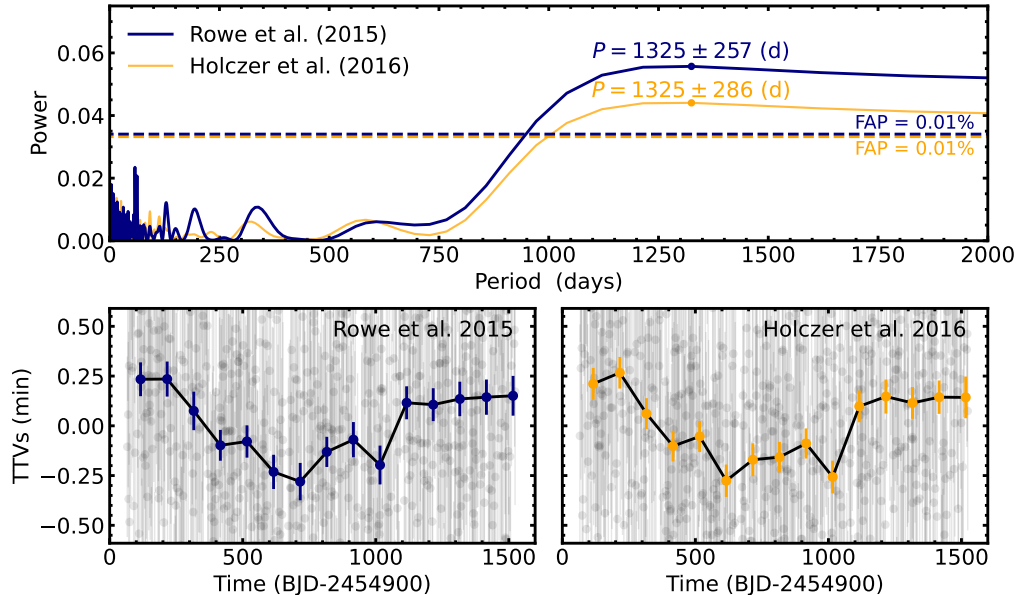 Rowe et al. (2015)
Holczer et al. (2016)
P = 1325 ± 257 (d)
P = 1325 ± 286 (d)
FAP = 0.01%
FAP = 0.01%
Power
0.06
0.04
0.02
0.00
0 250 500 750 1000 1250 1500 1750 2000
Period (days)
Rowe et al. 2015
Holczer et al. 2016
TTVs (min)
0.50
0.25
0.00
−0.25
−0.50
0 500 1000 1500
0 500 1000 1500
Time (BJD-2454900)
Time (BJD-2454900)